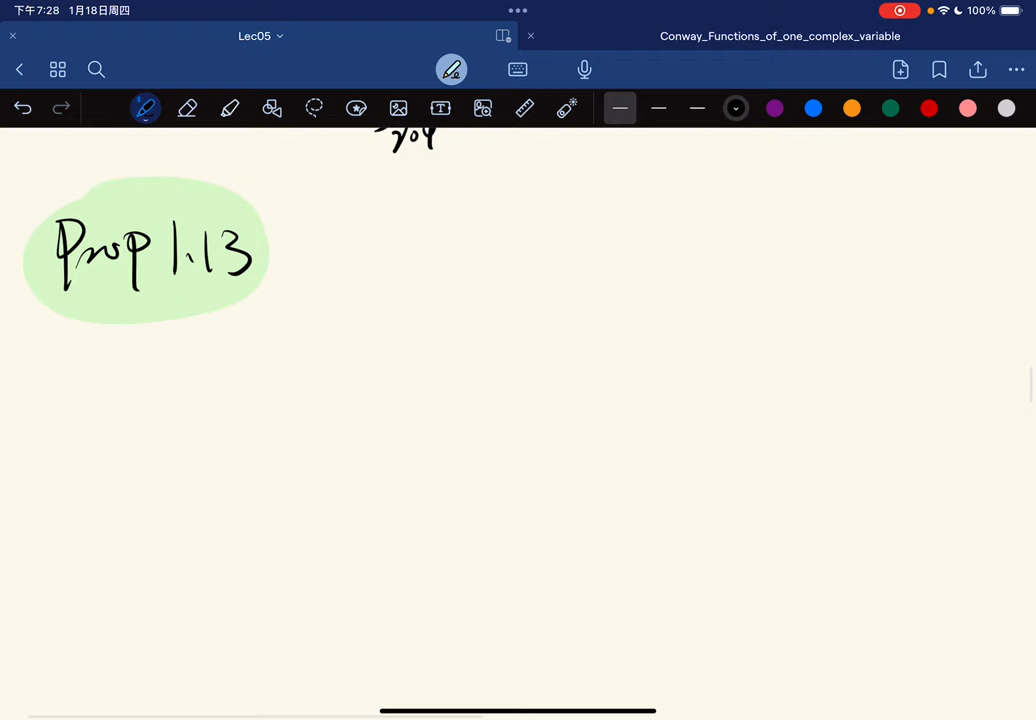 下午7:28 1月18日周四
100%
Lec05
Conway_Functions_of_one_complex_variable
γ∘φ
Prop 1.13